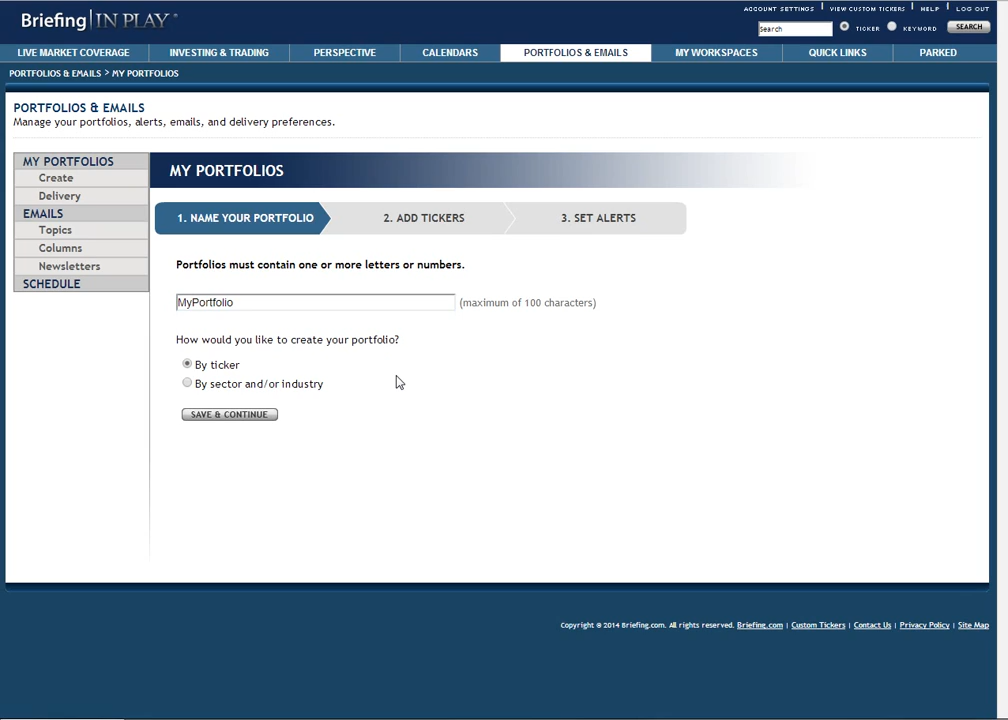 ACCOUNT SETTINGS | VIEW CUSTOM TICKERS | HELP | LOG OUT
Briefing | IN PLAY ®
Search TICKER KEYWORD SEARCH
LIVE MARKET COVERAGE INVESTING & TRADING PERSPECTIVE CALENDARS PORTFOLIOS & EMAILS MY WORKSPACES QUICK LINKS PARKED
PORTFOLIOS & EMAILS > MY PORTFOLIOS
PORTFOLIOS & EMAILS
Manage your portfolios, alerts, emails, and delivery preferences.
MY PORTFOLIOS
Create
Delivery
EMAILS
Topics
Columns
Newsletters
SCHEDULE
MY PORTFOLIOS
1. NAME YOUR PORTFOLIO 2. ADD TICKERS 3. SET ALERTS
Portfolios must contain one or more letters or numbers.
MyPortfolio (maximum of 100 characters)
How would you like to create your portfolio?
By ticker
By sector and/or industry
SAVE & CONTINUE
Copyright © 2014 Briefing.com. All rights reserved. Briefing.com | Custom Tickers | Contact Us | Privacy Policy | Site Map